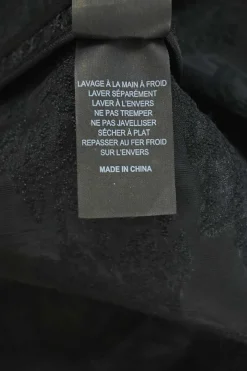 LAVAGE À LA MAIN À FROID
LAVER SÉPARÉMENT
LAVER À L'ENVERS
NE PAS TREMPER
NE PAS JAVELLISER
SÉCHER À PLAT
REPASSER AU FER FROID
SUR L'ENVERS
MADE IN CHINA